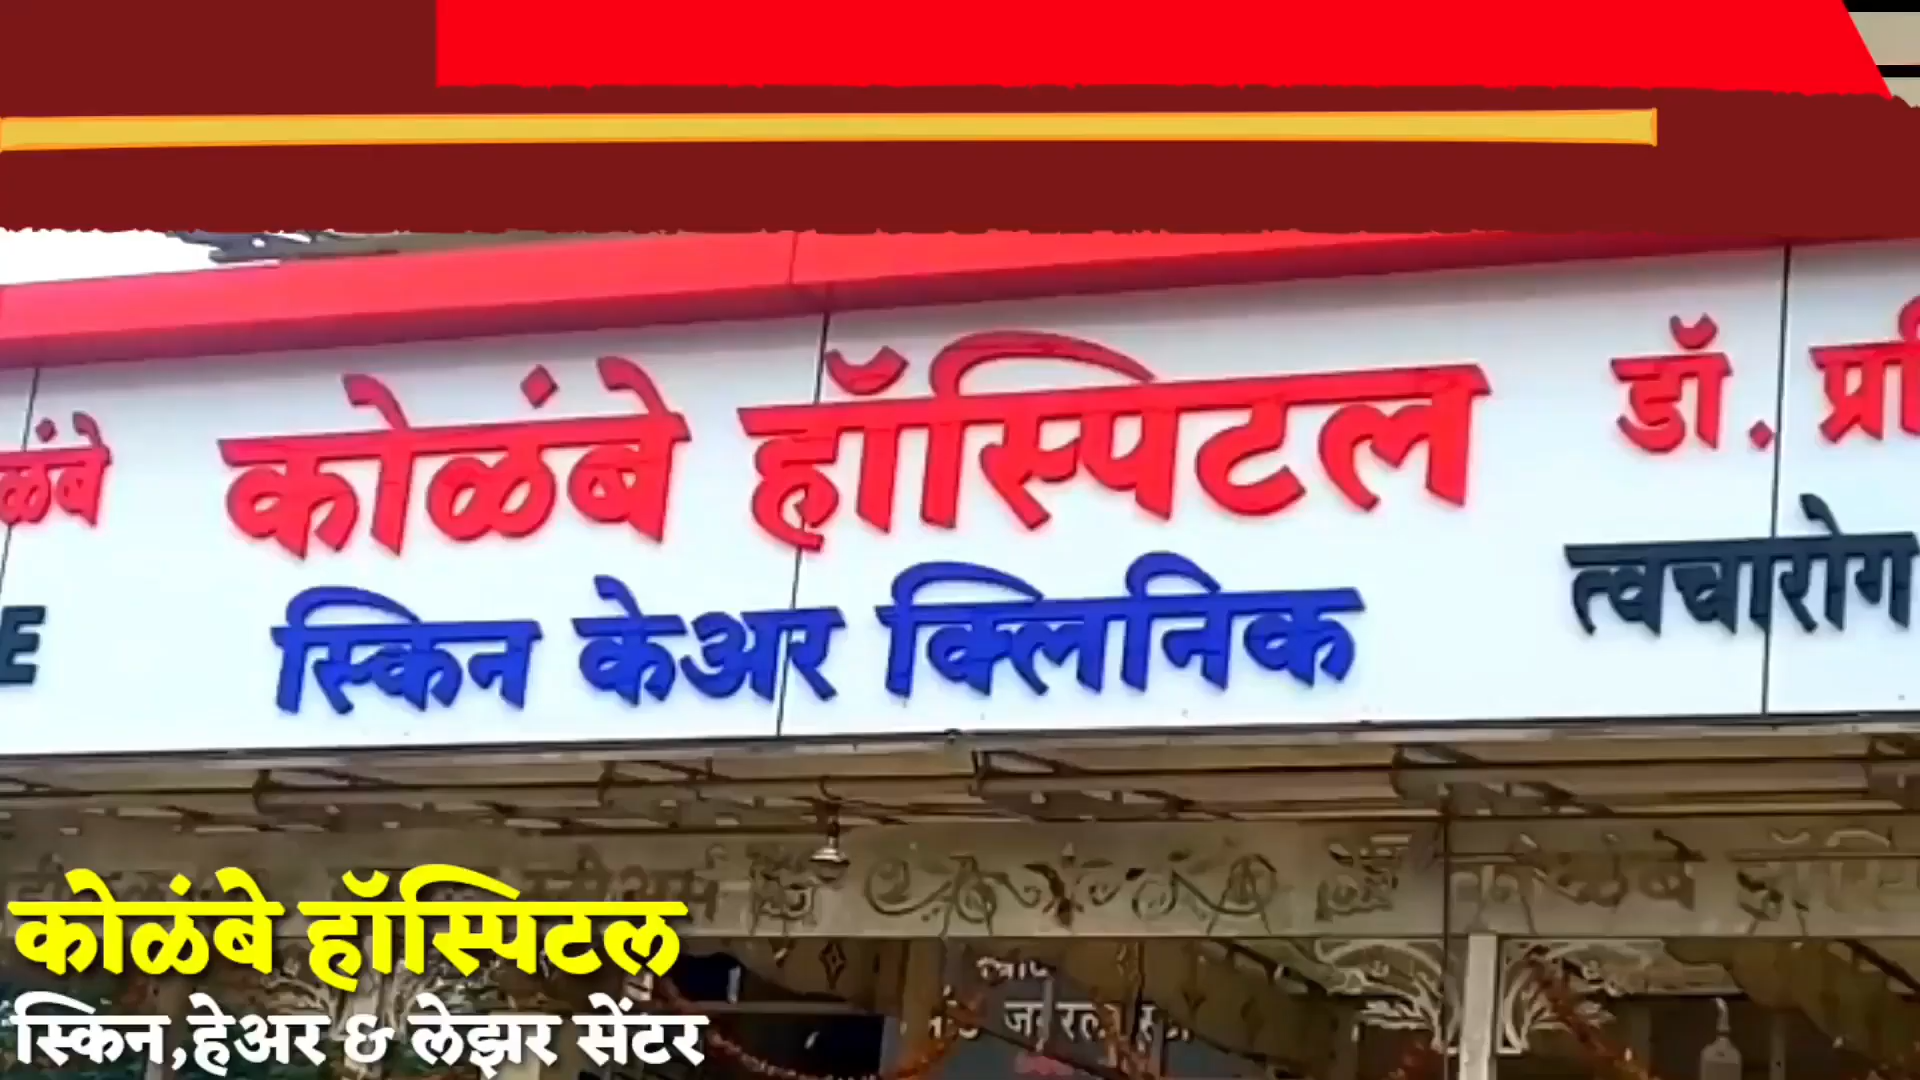 कोळंबे हॉस्पिटल
स्किन केअर क्लिनिक
ळंबे
E
डॉ. प्री
त्वचारोग
कोळंबे हॉस्पिटल
स्किन,हेअर & लेझर सेंटर